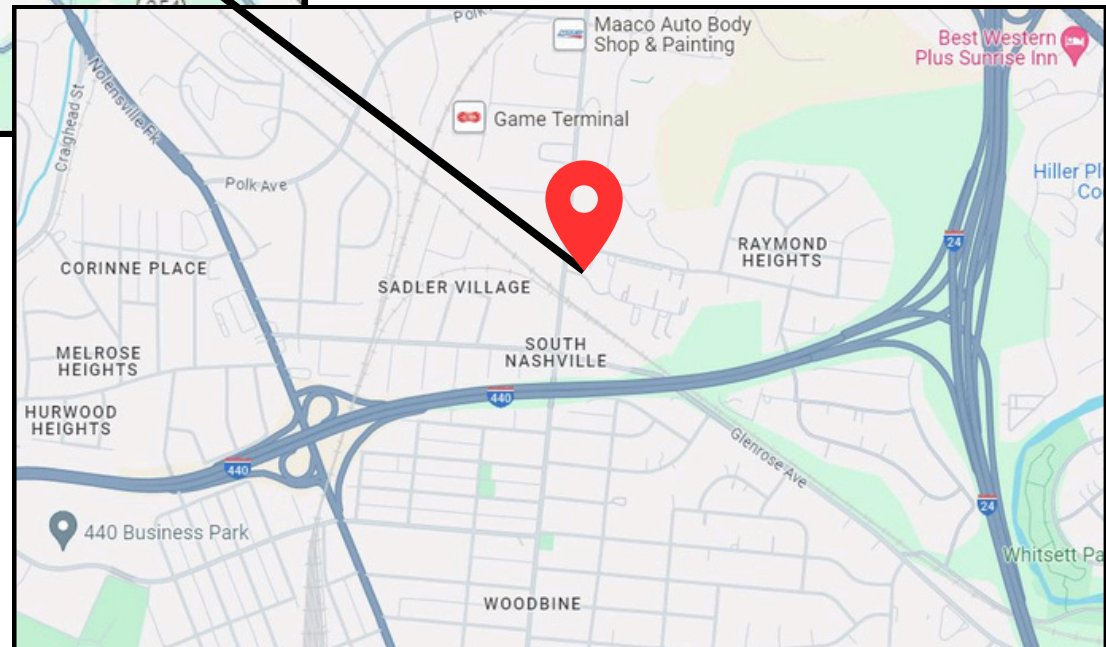 Polk
Maaco Auto Body
Shop & Painting
Best Western
Plus Sunrise Inn
Nolensville Pk
Craighead St
Game Terminal
Polk Ave
Hiller
Co
24
RAYMOND
HEIGHTS
CORINNE PLACE
SADLER VILLAGE
SOUTH
NASHVILLE
MELROSE
HEIGHTS
440
HURWOOD
HEIGHTS
Glenrose Ave
440
24
440 Business Park
Whitsett Pa
WOODBINE